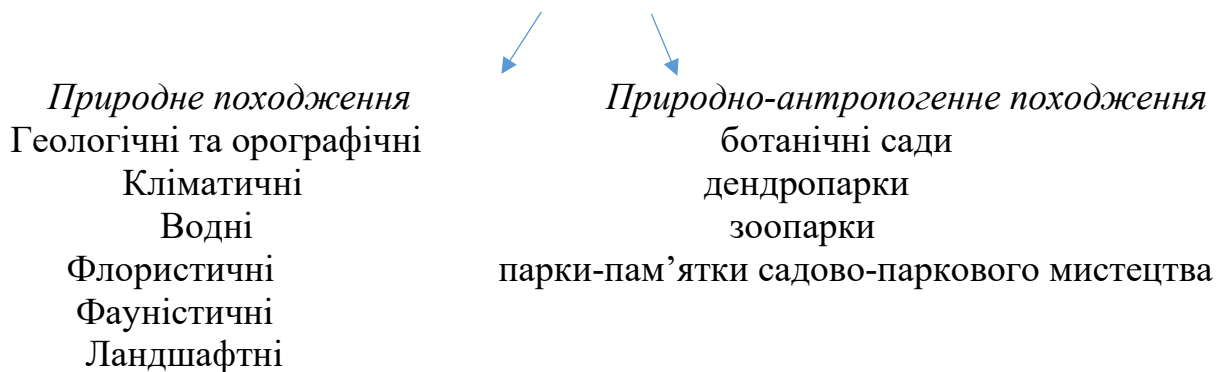 Природне походження
Природно-антропогенне походження
Геологічні та орографічні
ботанічні сади
Кліматичні
дендропарки
Водні
зоопарки
Флористичні
парки-пам’ятки садово-паркового мистецтва
Фауністичні
Ландшафтні